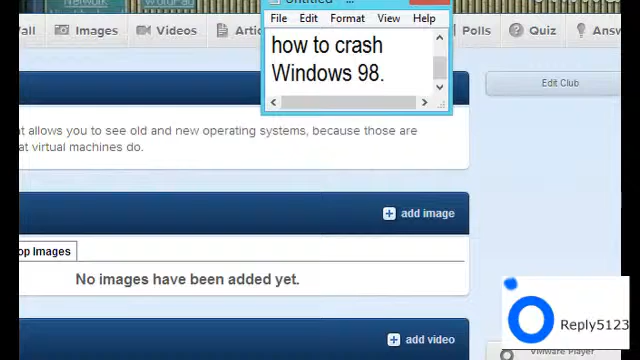 Network WordPad
Untitled - ...
File Edit Format View Help
all Images Videos Artic Polls Quiz Answ
how to crash
Windows 98.
Edit Club
t allows you to see old and new operating systems, because those are
at virtual machines do.
add image
op Images
No images have been added yet.
add video
Reply5123
VMware Player